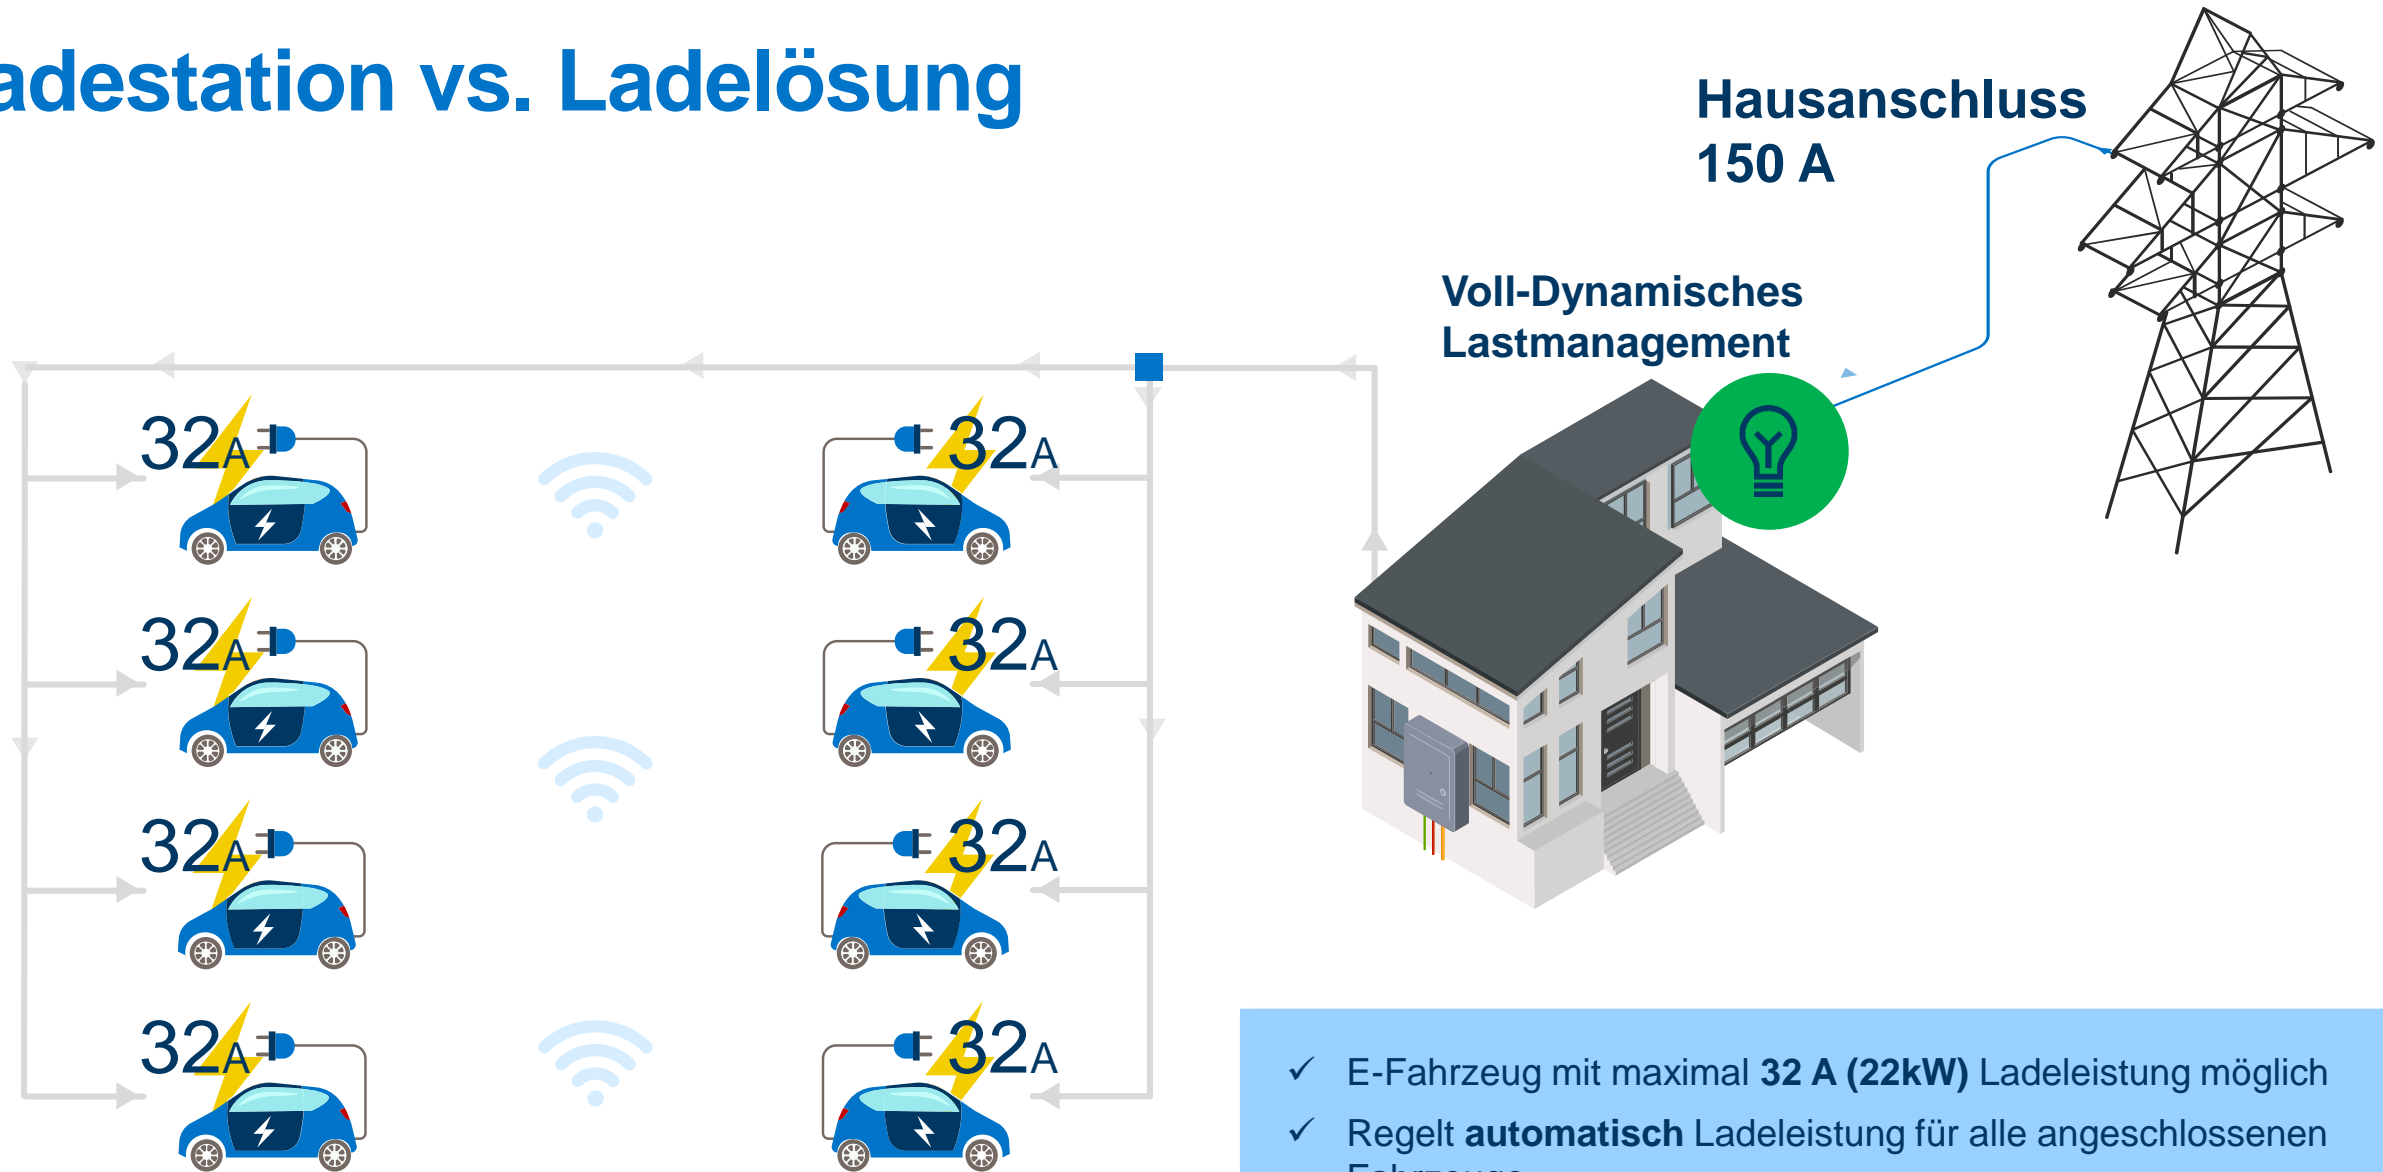 adestation vs. Ladelösung
Hausanschluss
150 A
Voll-Dynamisches
Lastmanagement
32A
32A
32A
32A
32A
32A
32A
32A
✓ E-Fahrzeug mit maximal 32 A (22kW) Ladeleistung möglich
✓ Regelt automatisch Ladeleistung für alle angeschlossenen
Fahrzeuge